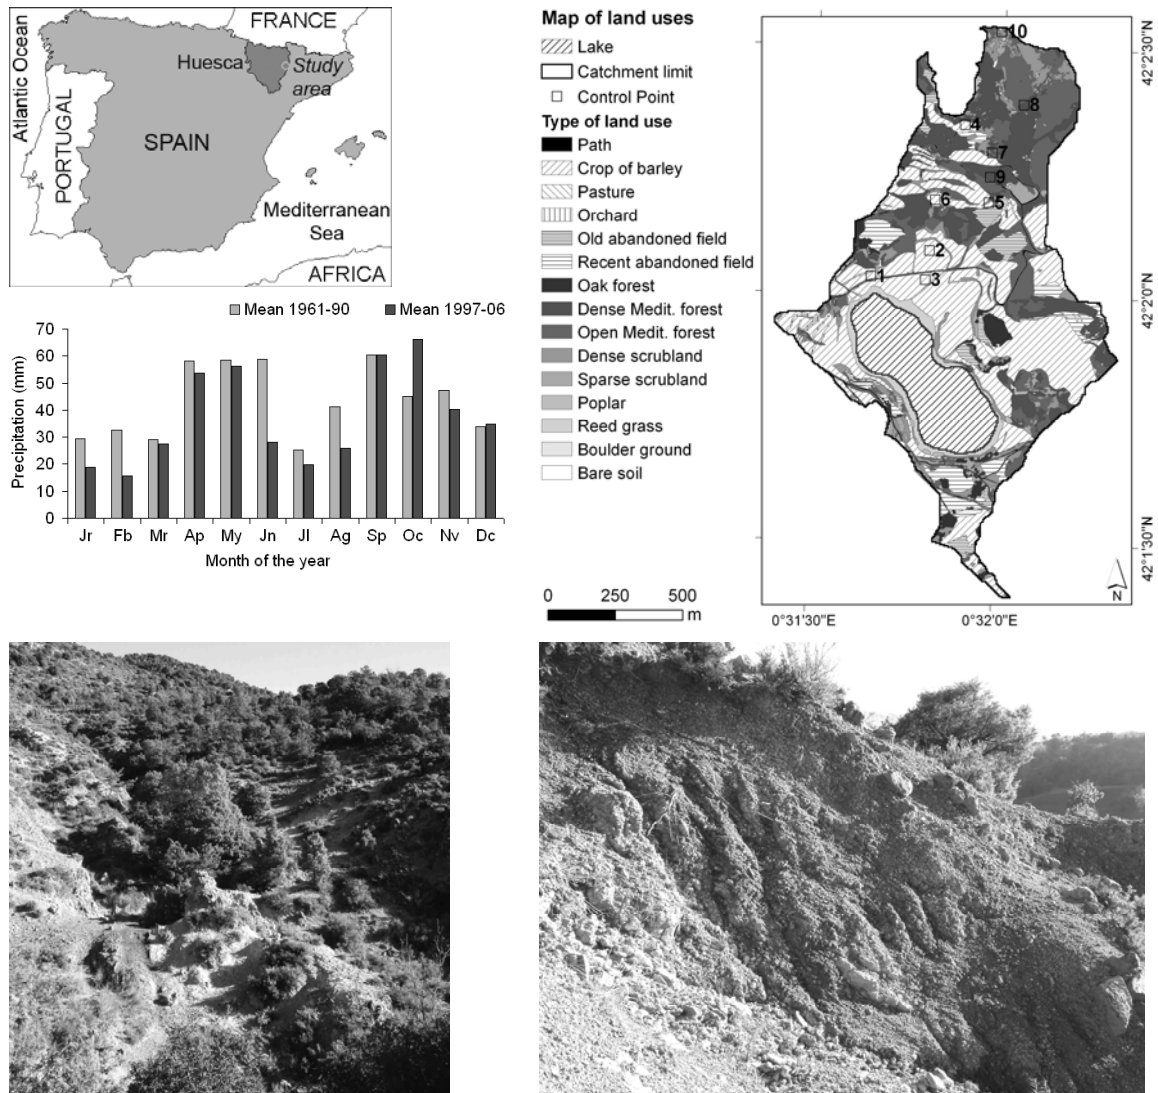 FRANCE
Atlantic Ocean
Huesca
Study
area
PORTUGAL
SPAIN
Mediterranean
Sea
AFRICA
Mean 1961-90
Mean 1997-06
Precipitation (mm)
70
60
50
40
30
20
10
0
Jr Fb Mr Ap My Jn Jl Ag Sp Oc Nv Dc
Month of the year
Map of land uses
Lake
Catchment limit
Control Point
Type of land use
Path
Crop of barley
Pasture
Orchard
Old abandoned field
Recent abandoned field
Oak forest
Dense Medit. forest
Open Medit. forest
Dense scrubland
Sparse scrubland
Poplar
Reed grass
Boulder ground
Bare soil
0 250 500
m
10
8
4
7
9
6
5
2
1
3
42°2'30"N
42°2'0"N
42°1'30"N
N
0°31'30"E
0°32'0"E